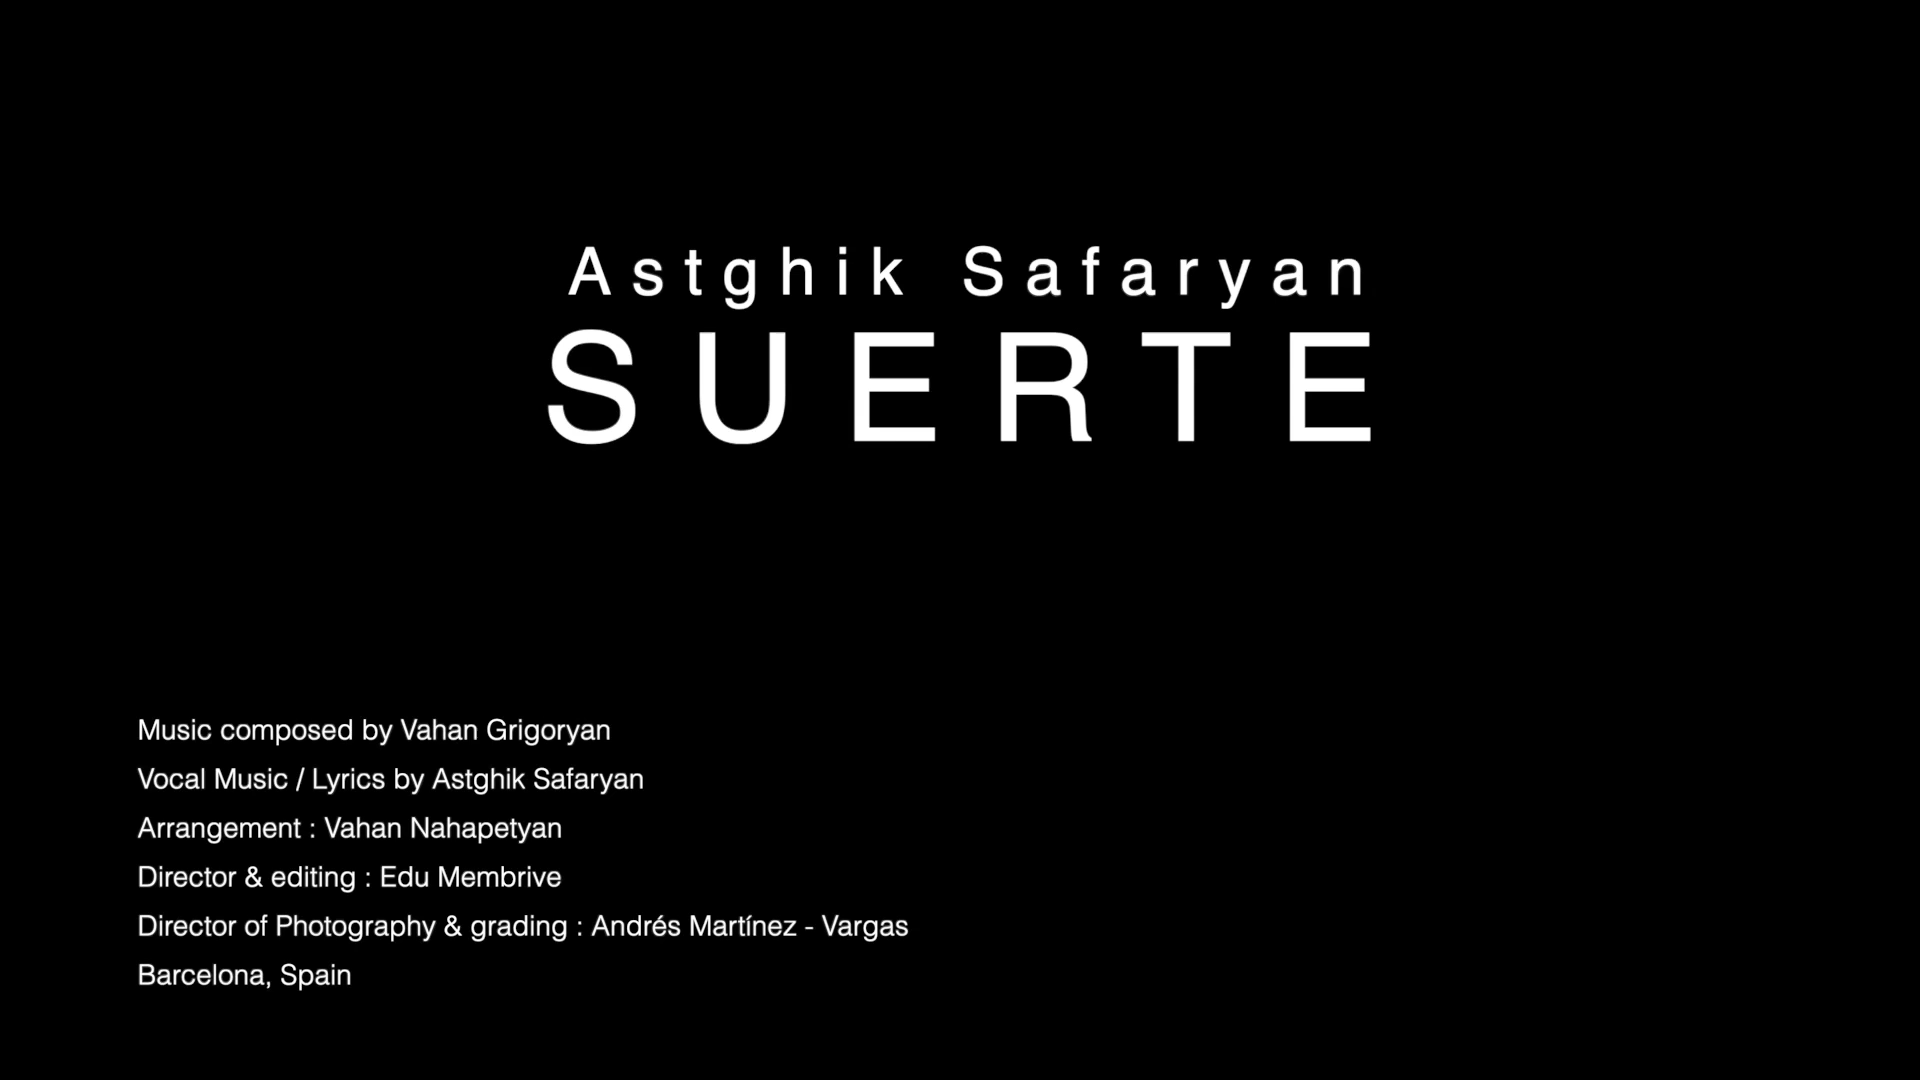 Astghik Safaryan
SUERTE
Music composed by Vahan Grigoryan
Vocal Music / Lyrics by Astghik Safaryan
Arrangement : Vahan Nahapetyan
Director & editing : Edu Membrive
Director of Photography & grading : Andrés Martínez - Vargas
Barcelona, Spain